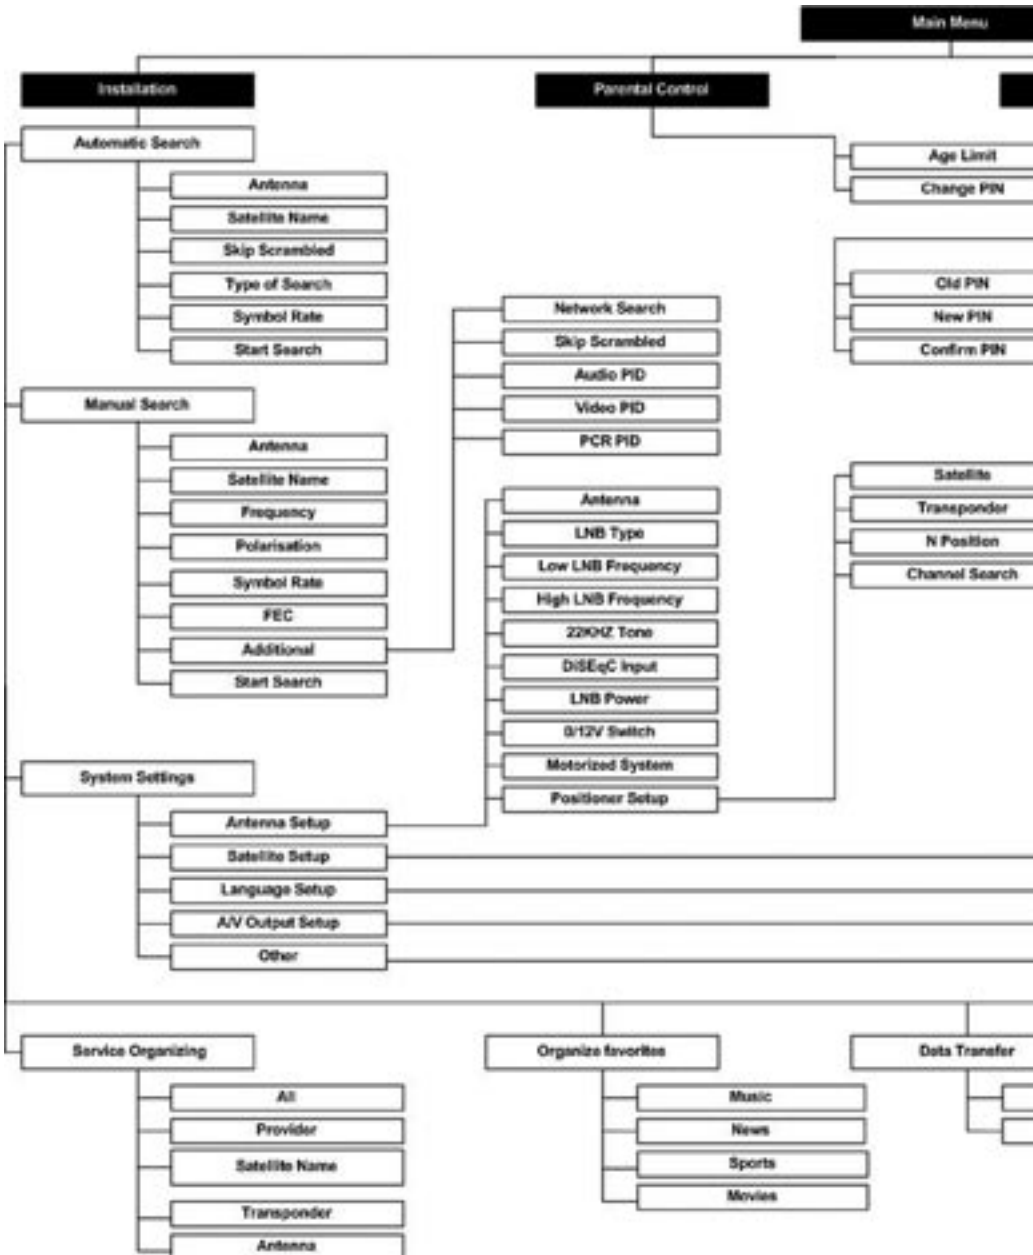 Main Menu
Installation
Parental Control
Automatic Search
Antenna
Satellite Name
Skip Scrambled
Type of Search
Symbol Rate
Start Search
Manual Search
Antenna
Satellite Name
Frequency
Polarisation
Symbol Rate
FEC
Additional
Start Search
System Settings
Antenna Setup
Satellite Setup
Language Setup
A/V Output Setup
Other
Network Search
Skip Scrambled
Audio PID
Video PID
PCR PID
Antenna
LNB Type
Low LNB Frequency
High LNB Frequency
22KHZ Tone
DiSEqC Input
LNB Power
0/12V Switch
Motorized System
Positioner Setup
Age Limit
Change PIN
Old PIN
New PIN
Confirm PIN
Satellite
Transponder
N Position
Channel Search
Service Organizing
All
Provider
Satellite Name
Transponder
Antenna
Organize favorites
Music
News
Sports
Movies
Data Transfer